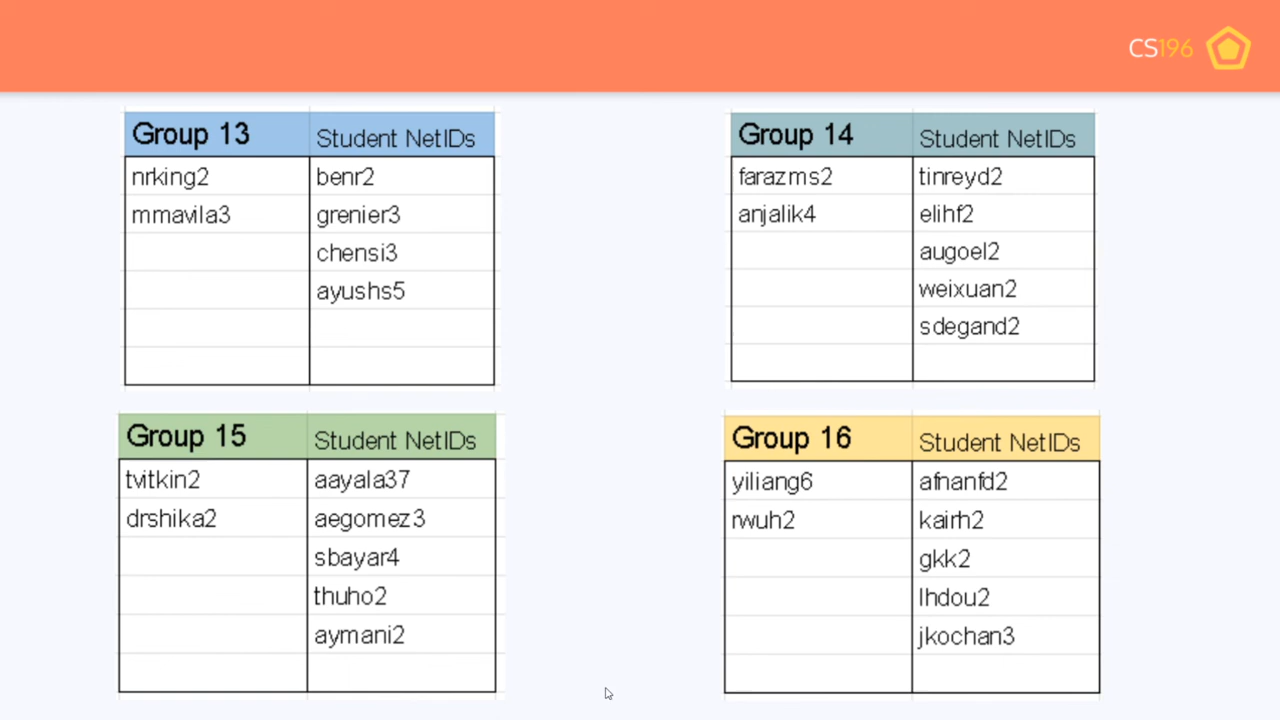 CS196
Group 13 Student NetIDs
nrking2 benr2
mmavila3 grenier3
chensi3
ayushs5
Group 14 Student NetIDs
farazms2 tinreyd2
anjalik4 elihf2
augoel2
weixuan2
sdegand2
Group 15 Student NetIDs
tvitkin2 aayala37
drshika2 aegomez3
sbayar4
thuho2
aymani2
Group 16 Student NetIDs
yiliang6 afnanfd2
rwuh2 kairh2
gkk2
lhdou2
jkochan3